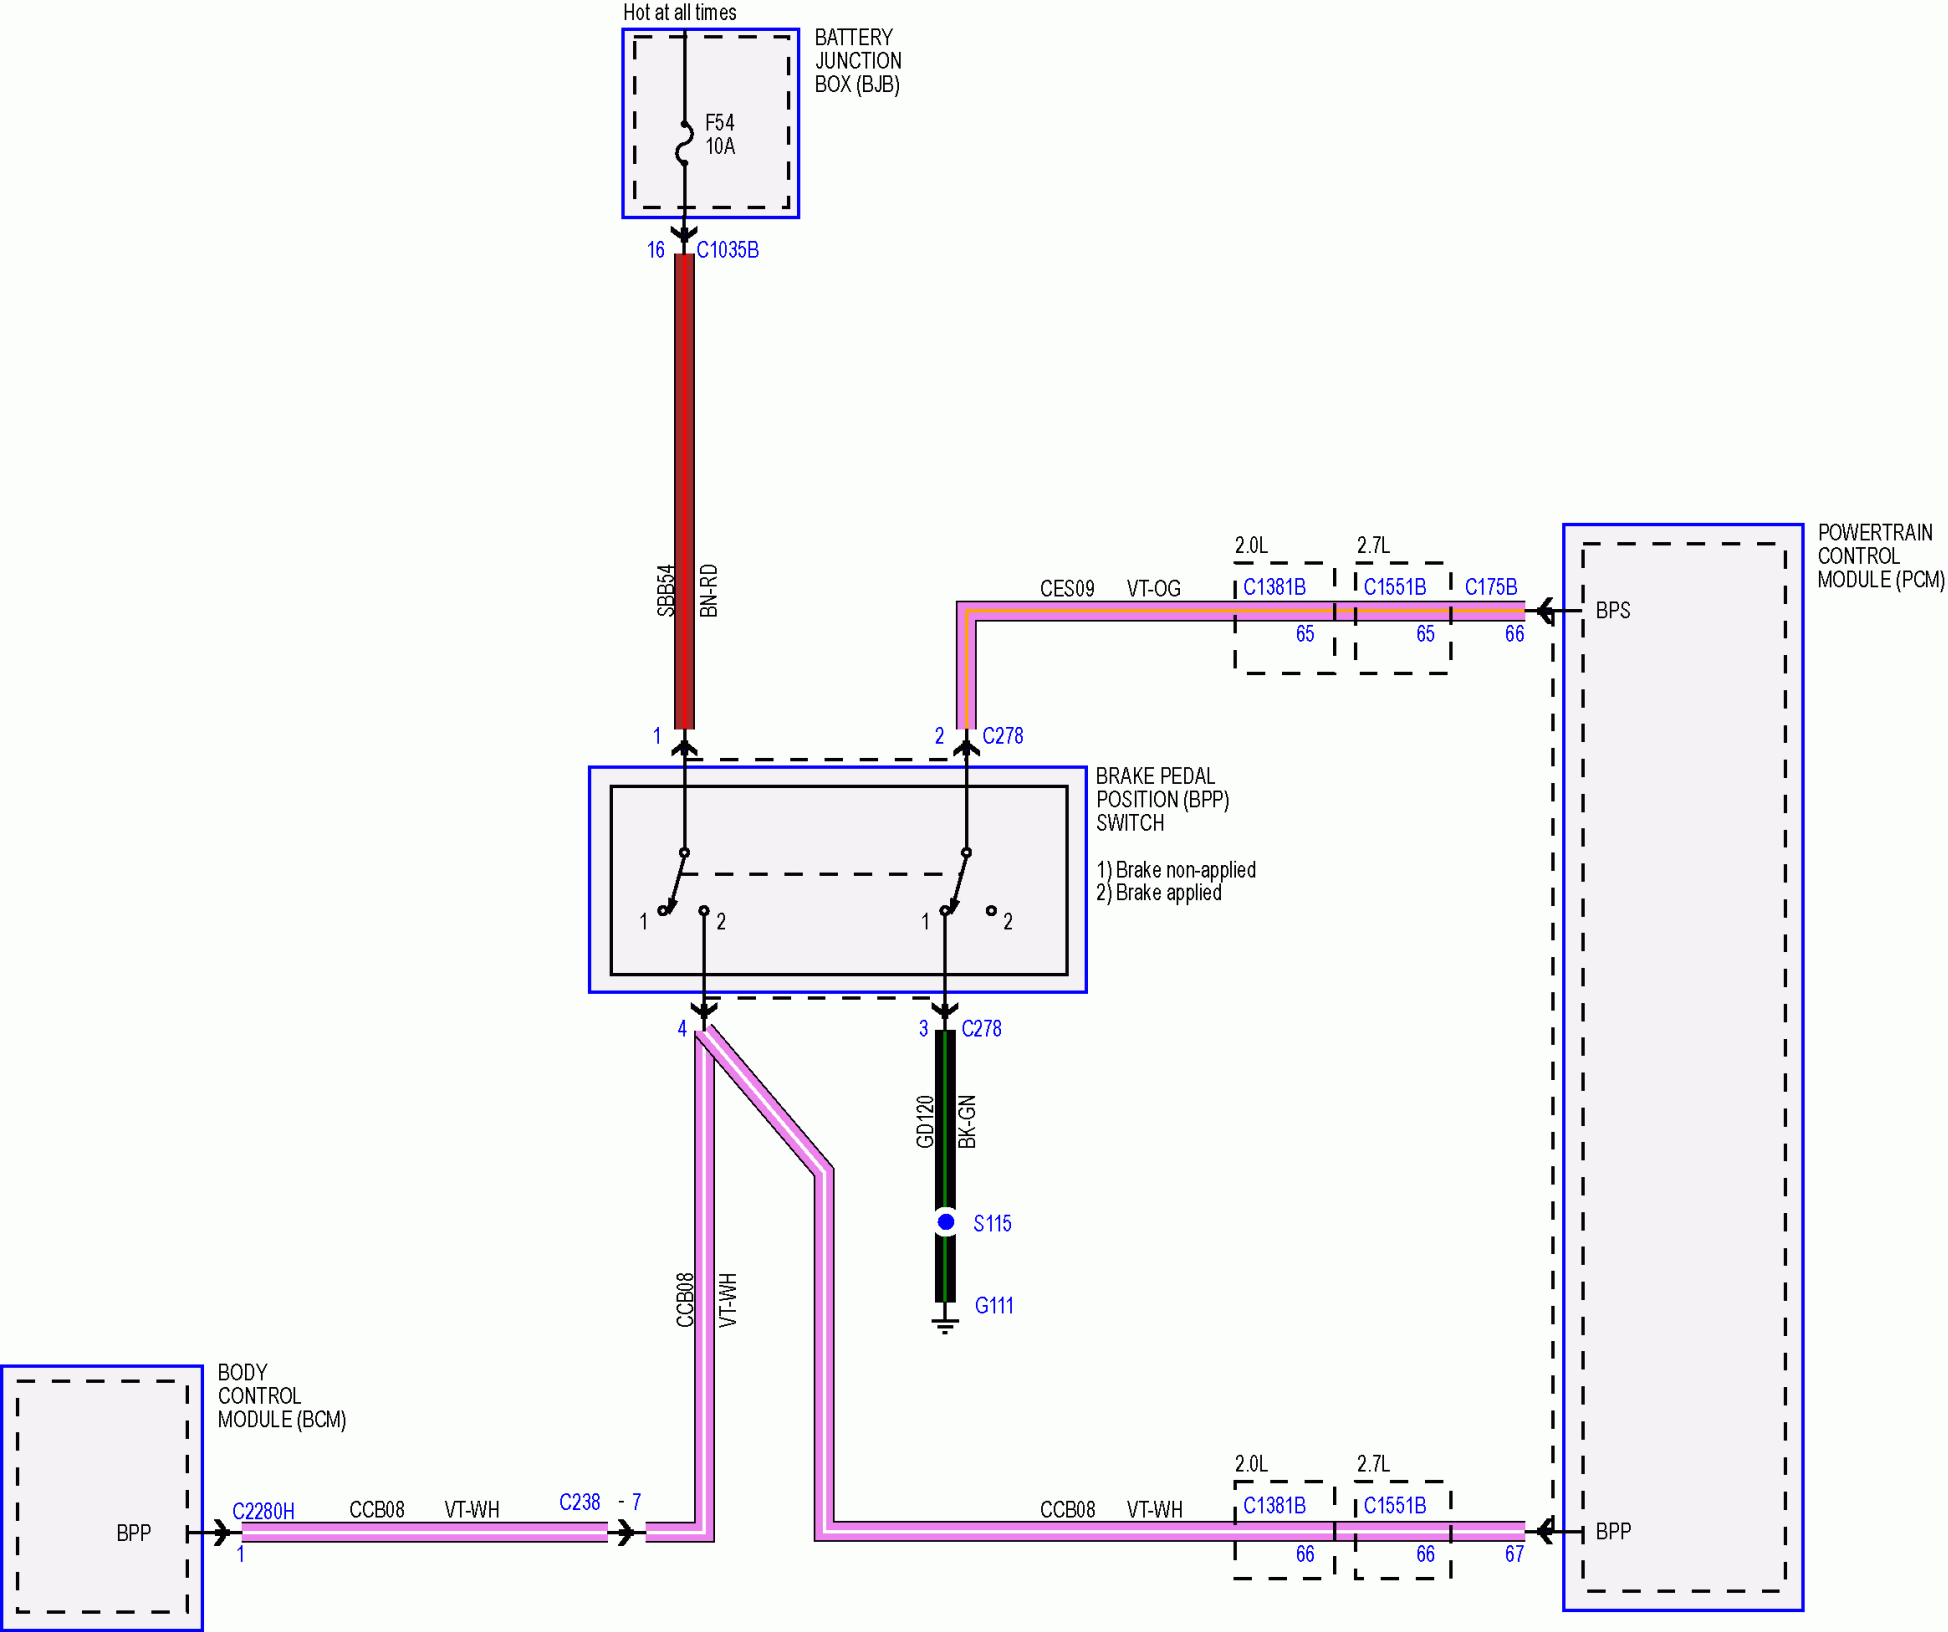 Hot at all times
BATTERY
JUNCTION
BOX (BJB)
F54
10A
16 C1035B
SBB54
BN-RD
1
2 C278
CES09 VT-OG
2.0L
C1381B
65
2.7L
C1551B
65
C175B
66
BPS
POWERTRAIN
CONTROL
MODULE (PCM)
BRAKE PEDAL
POSITION (BPP)
SWITCH
1) Brake non-applied
2) Brake applied
1 2
1 2
4
3 C278
GD120
BK-GN
S115
G111
CCB08
VT-WH
BODY
CONTROL
MODULE (BCM)
BPP
C2280H
1
CCB08 VT-WH
C238 - 7
CCB08 VT-WH
2.0L
C1381B
66
2.7L
C1551B
66
67
BPP